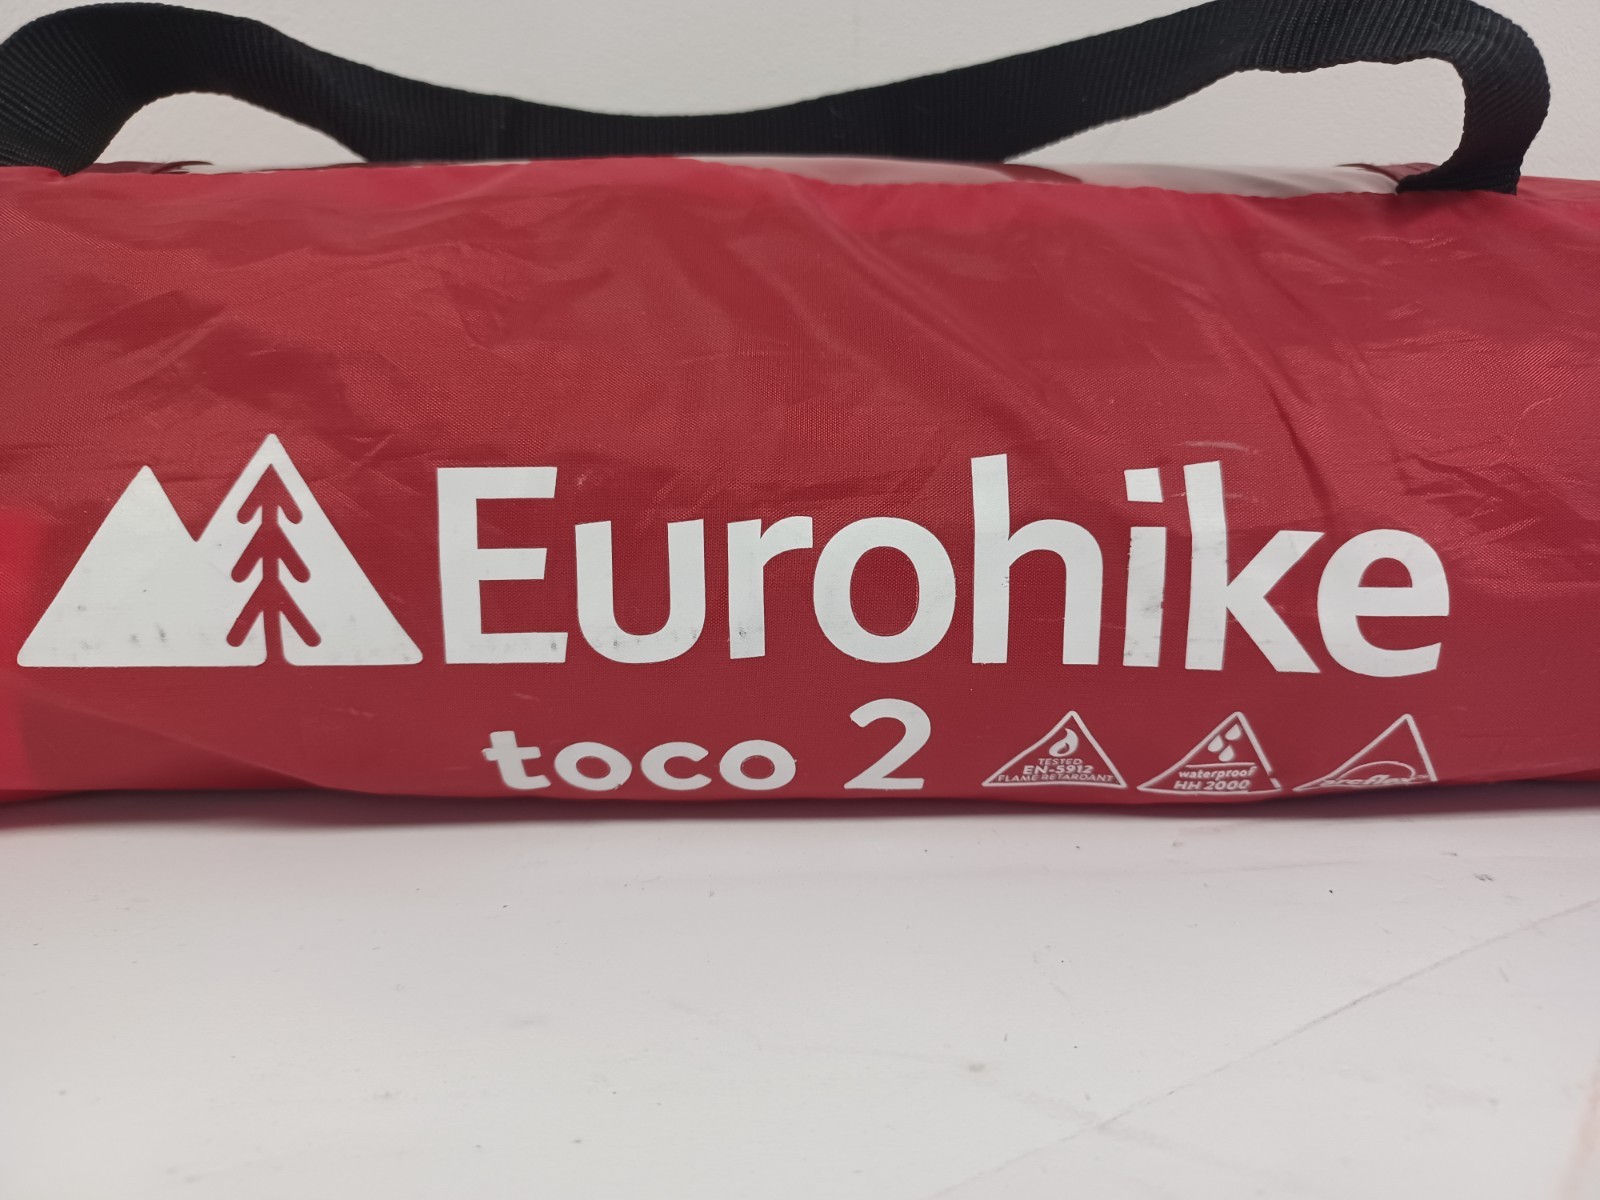 Eurohike
toco 2
TESTED
EN-5912
FLAME RETARDANT
waterproof
HH 2000